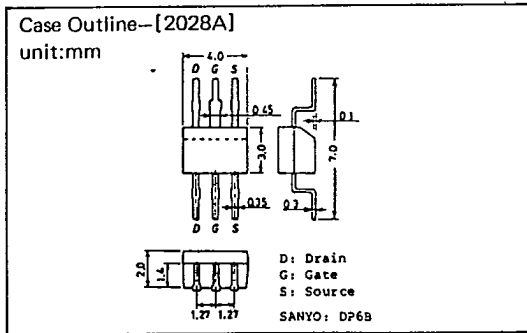 Case Outline—[2028A]
unit:mm
4.0
D G S
0.45
3.0
0.1
7.0
0.35
0.3
D G S
2.0
1.4
1.27 1.27
D: Drain
G: Gate
S: Source
SANYO: DP6B